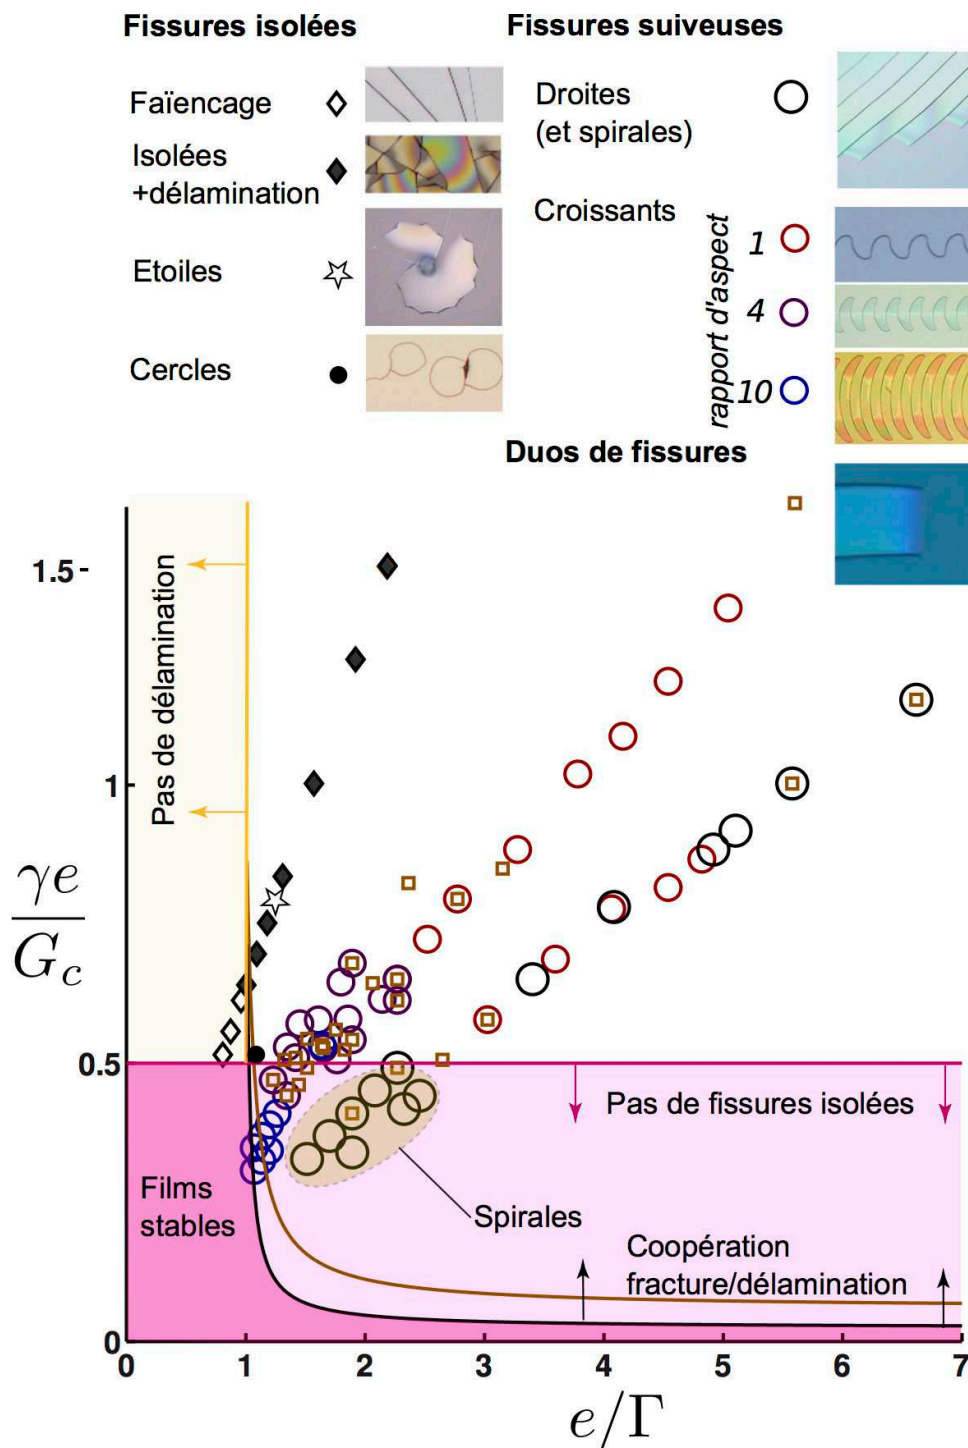 Fissures isolées
Fissures suiveuses
Faïencage
Isolées
+délamination
Etoiles
Cercles
Droites
(et spirales)
Croissants
rapport d'aspect
1
4
10
Duos de fissures
Pas de délamination
1.5
1
0.5
0
γe
G_c
Pas de fissures isolées
Films
stables
Spirales
Coopération
fracture/délamination
0 1 2 3 4 5 6 7
e/Γ